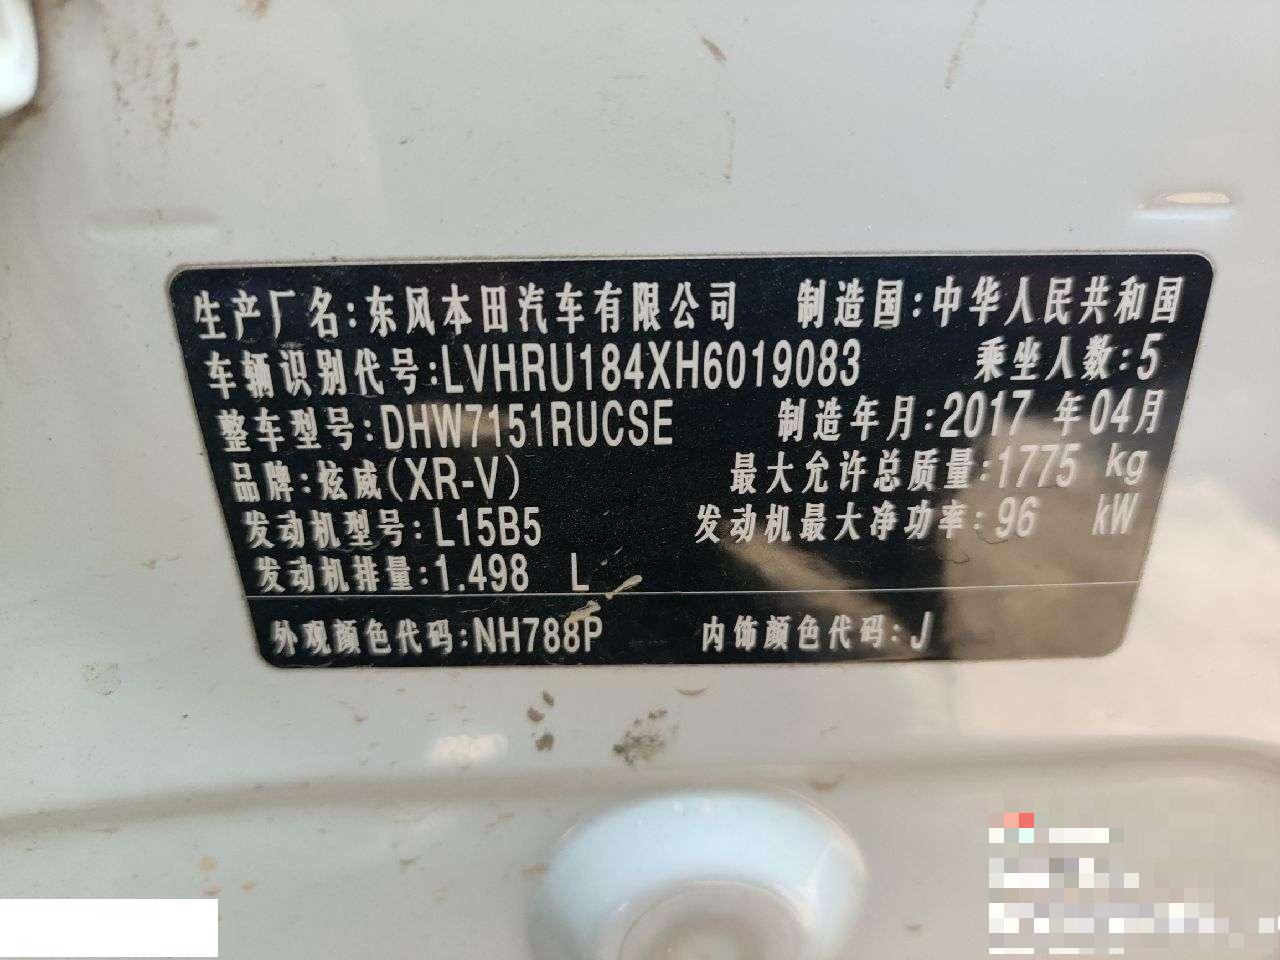 生产厂名:东风本田汽车有限公司 制造国:中华人民共和国
车辆识别代号:LVHRU184XH6019083 乘坐人数:5
整车型号:DHW7151RUCSE 制造年月:2017 年04月
品牌:炫威(XR-V) 最大允许总质量:1775 kg
发动机型号:L15B5 发动机最大净功率:96 kW
发动机排量:1.498 L
外观颜色代码:NH788P 内饰颜色代码:J